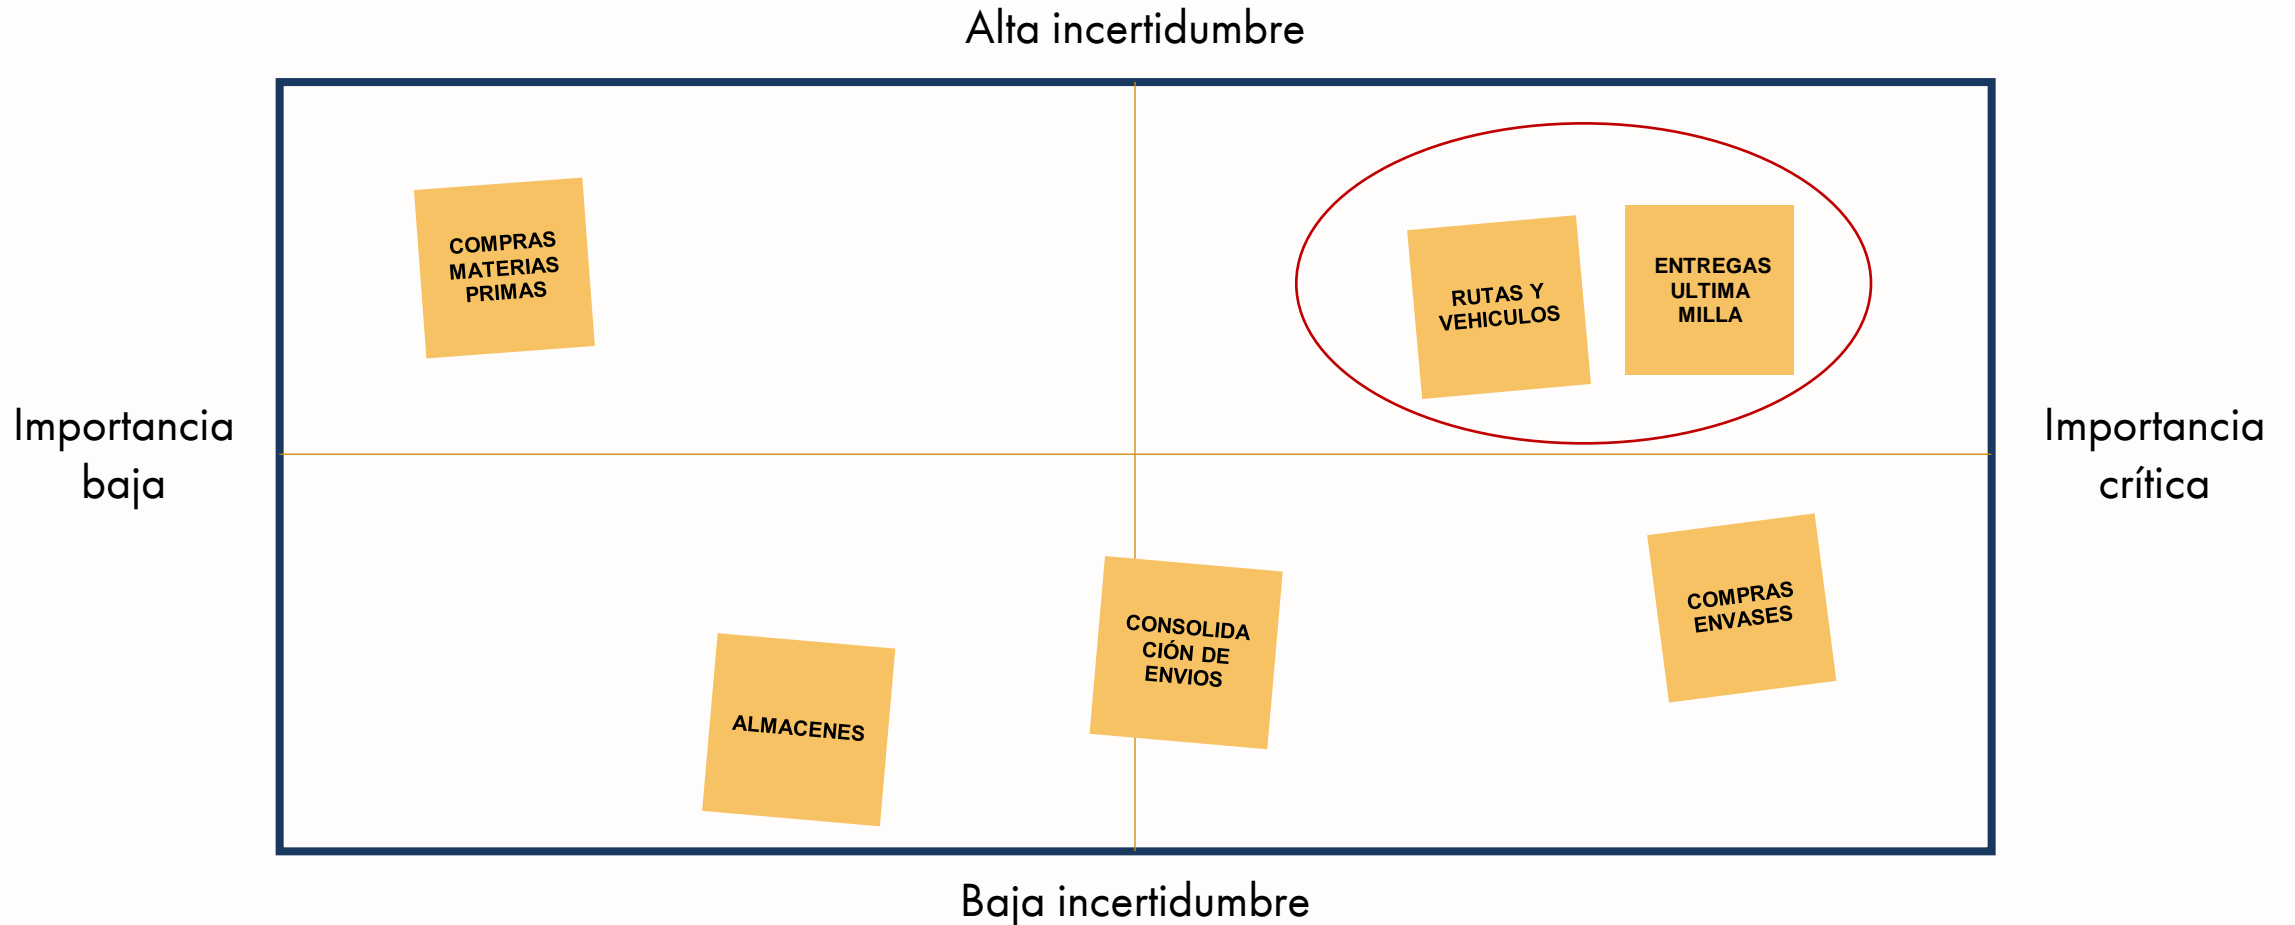 Alta incertidumbre
COMPRAS
MATERIAS
PRIMAS
RUTAS Y
VEHICULOS
ENTREGAS
ULTIMA
MILLA
Importancia
baja
Importancia
crítica
CONSOLIDA
CIÓN DE
ENVIOS
COMPRAS
ENVASES
ALMACENES
Baja incertidumbre